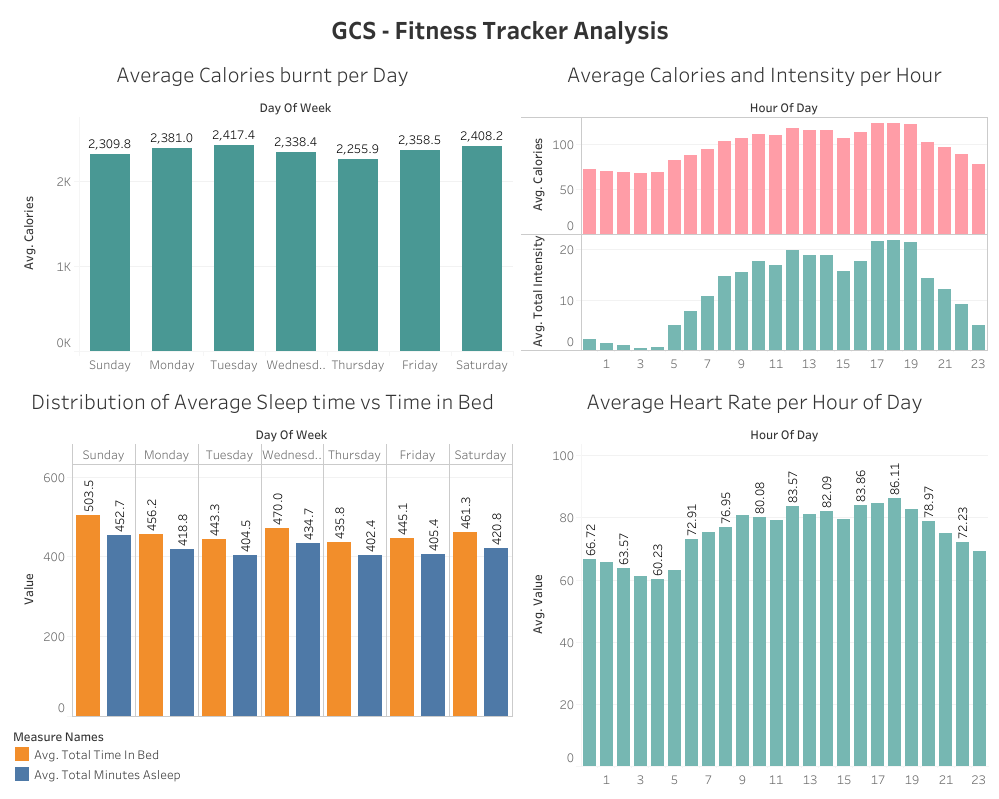 GCS - Fitness Tracker Analysis
Average Calories burnt per Day
Day Of Week
2,309.8 2,381.0 2,417.4 2,338.4 2,255.9 2,358.5 2,408.2
Avg. Calories
2K
1K
0K
Sunday Monday Tuesday Wednesd.. Thursday Friday Saturday
Average Calories and Intensity per Hour
Hour Of Day
Avg. Calories
100
50
0
Avg. Total Intensity
20
10
0
1 3 5 7 9 11 13 15 17 19 21 23
Distribution of Average Sleep time vs Time in Bed
Day Of Week
Sunday Monday Tuesday Wednesd.. Thursday Friday Saturday
Value
600
400
200
0
503.5 452.7 456.2 418.8 443.3 404.5 470.0 434.7 435.8 402.4 445.1 405.4 461.3 420.8
Measure Names
Avg. Total Time In Bed
Avg. Total Minutes Asleep
Average Heart Rate per Hour of Day
Hour Of Day
Avg. Value
100
80
60
40
20
0
66.72 63.57 60.23 72.91 76.95 80.08 83.57 82.09 83.86 86.11 78.97 72.23
1 3 5 7 9 11 13 15 17 19 21 23